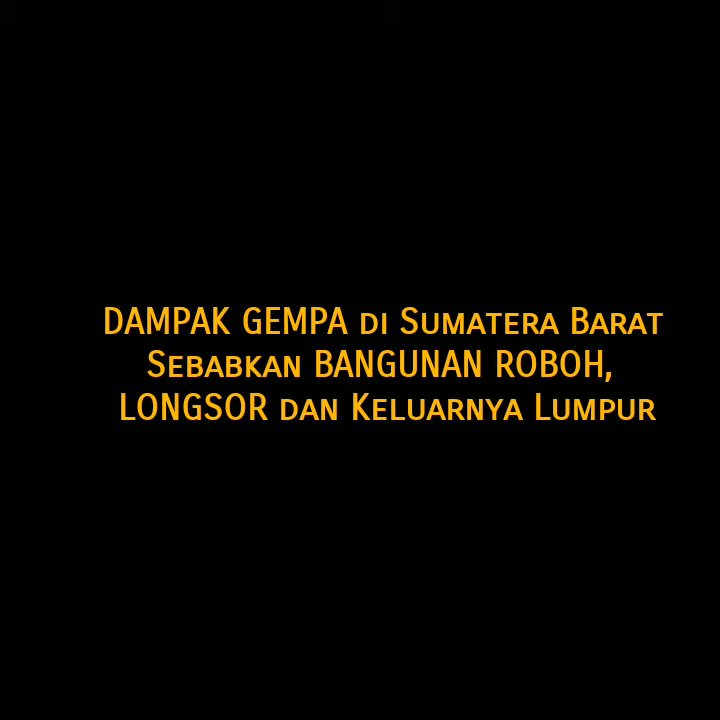 DAMPAK GEMPA di Sumatera Barat
Sebabkan BANGUNAN ROBOH,
LONGSOR dan Keluarnya Lumpur